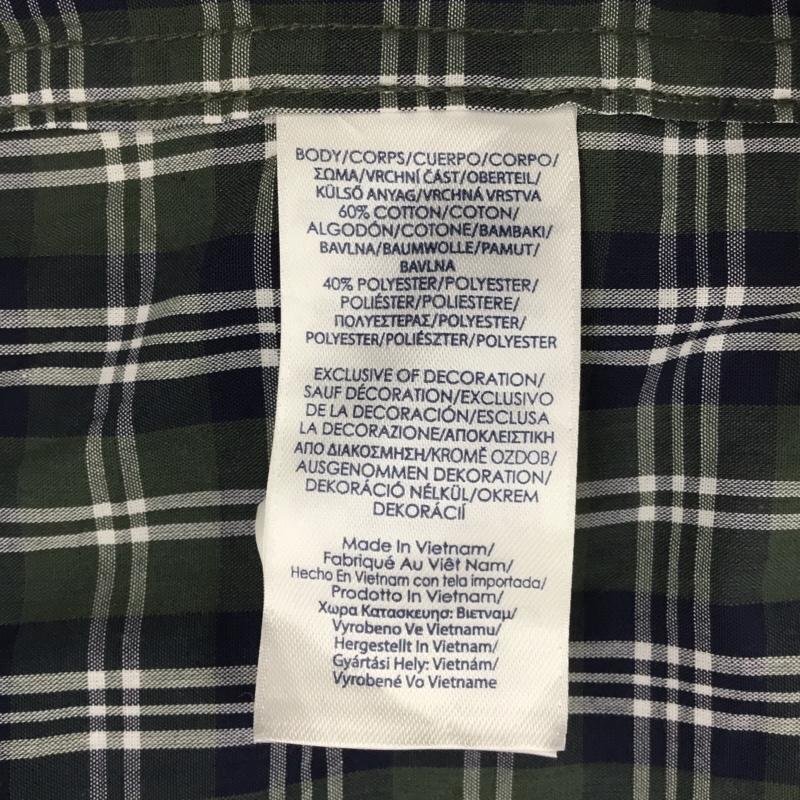 BODY/CORPS/CUERPO/CORPO/
ΣΩΜΑ/VRCHNÍ ČÁST/OBERTEIL/
KÜLSŐ ANYAG/VRCHNÁ VRSTVA
60% COTTON/COTON/
ALGODÓN/COTONE/BAMBAKI/
BAVLNA/BAUMWOLLE/PAMUT/
BAVLNA
40% POLYESTER/POLYESTER/
POLIÉSTER/POLIESTERE/
ΠΟΛΥΕΣΤΕΡΑΣ/POLYESTER/
POLYESTER/POLIÉSZTER/POLYESTER
EXCLUSIVE OF DECORATION/
SAUF DÉCORATION/EXCLUSIVO
DE LA DECORACIÓN/ESCLUSA
LA DECORAZIONE/ΑΠΟΚΛΕΙΣΤΙΚΗ
ΑΠΟ ΔΙΑΚΟΣΜΗΣΗ/KROMĚ OZDOB/
AUSGENOMMEN DEKORATION/
DEKORÁCIÓ NÉLKÜL/OKREM
DEKORÁCIÍ
Made In Vietnam/
Fabriqué Au Viêt Nam/
Hecho En Vietnam con tela importada/
Prodotto In Vietnam/
Χωρα Κατασκευησ: Βιετναμ/
Vyrobeno Ve Vietnamu/
Hergestellt In Vietnam/
Gyártási Hely: Vietnám/
Vyrobené Vo Vietname